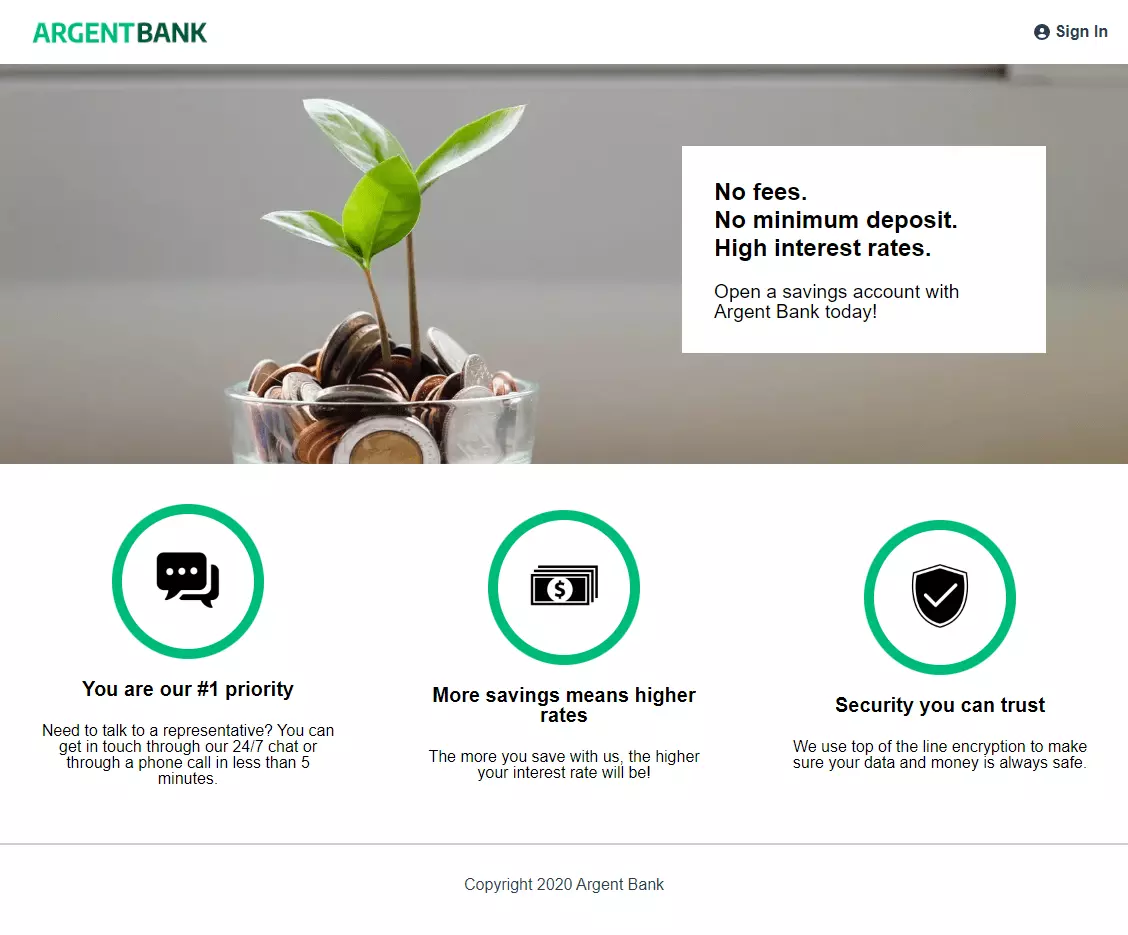 ARGENTBANK
Sign In
No fees.
No minimum deposit.
High interest rates.
Open a savings account with
Argent Bank today!
You are our #1 priority
Need to talk to a representative? You can
get in touch through our 24/7 chat or
through a phone call in less than 5
minutes.
$
More savings means higher
rates
The more you save with us, the higher
your interest rate will be!
Security you can trust
We use top of the line encryption to make
sure your data and money is always safe.
Copyright 2020 Argent Bank